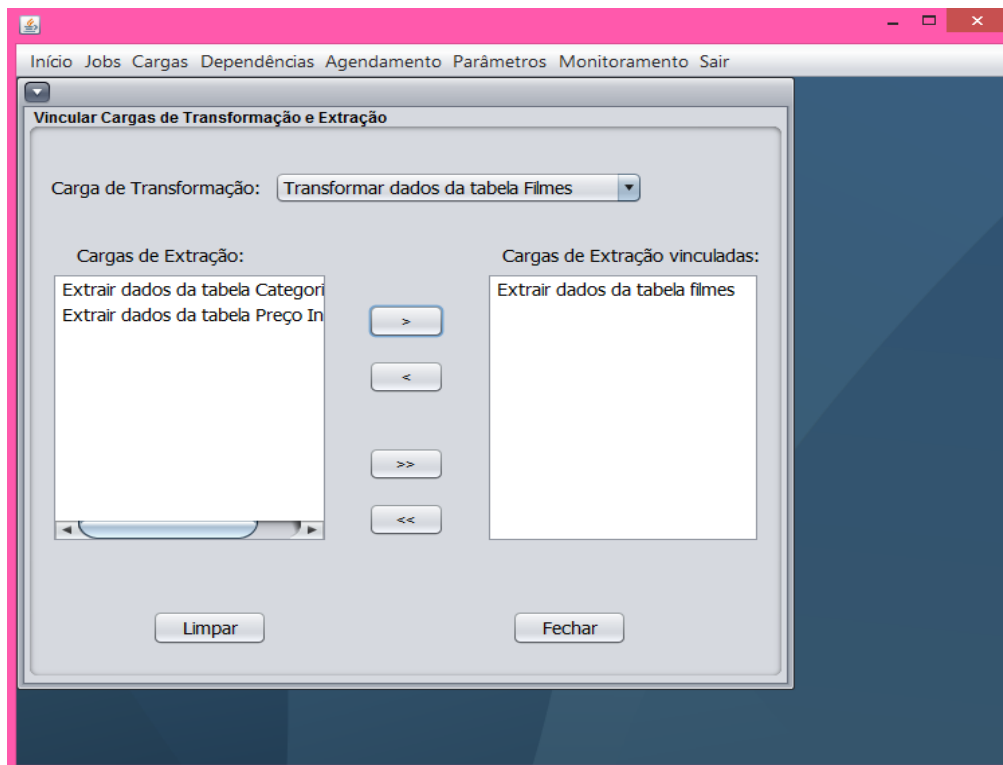 Início Jobs Cargas Dependências Agendamento Parâmetros Monitoramento Sair
Vincular Cargas de Transformação e Extração
Carga de Transformação: Transformar dados da tabela Filmes
Cargas de Extração: Cargas de Extração vinculadas:
Extrair dados da tabela Categori Extrair dados da tabela filmes
Extrair dados da tabela Preço In
>
<
>>
<<
Limpar Fechar